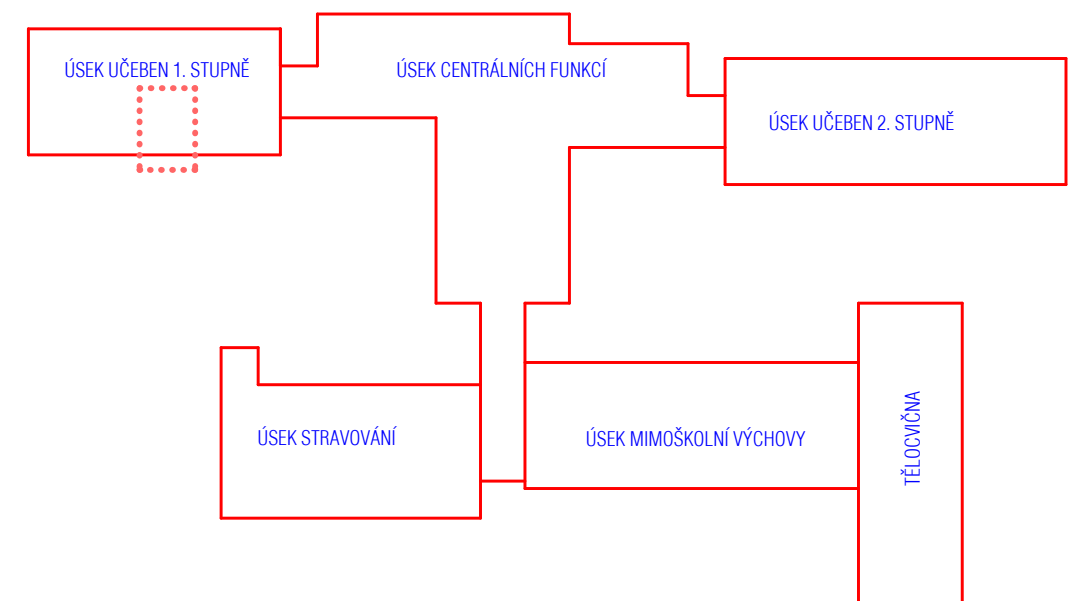 ÚSEK UČEBEN 1. STUPNĚ
ÚSEK CENTRÁLNÍCH FUNKCÍ
ÚSEK UČEBEN 2. STUPNĚ
ÚSEK STRAVOVÁNÍ
ÚSEK MIMOŠKOLNÍ VÝCHOVY
TĚLOCVIČNA